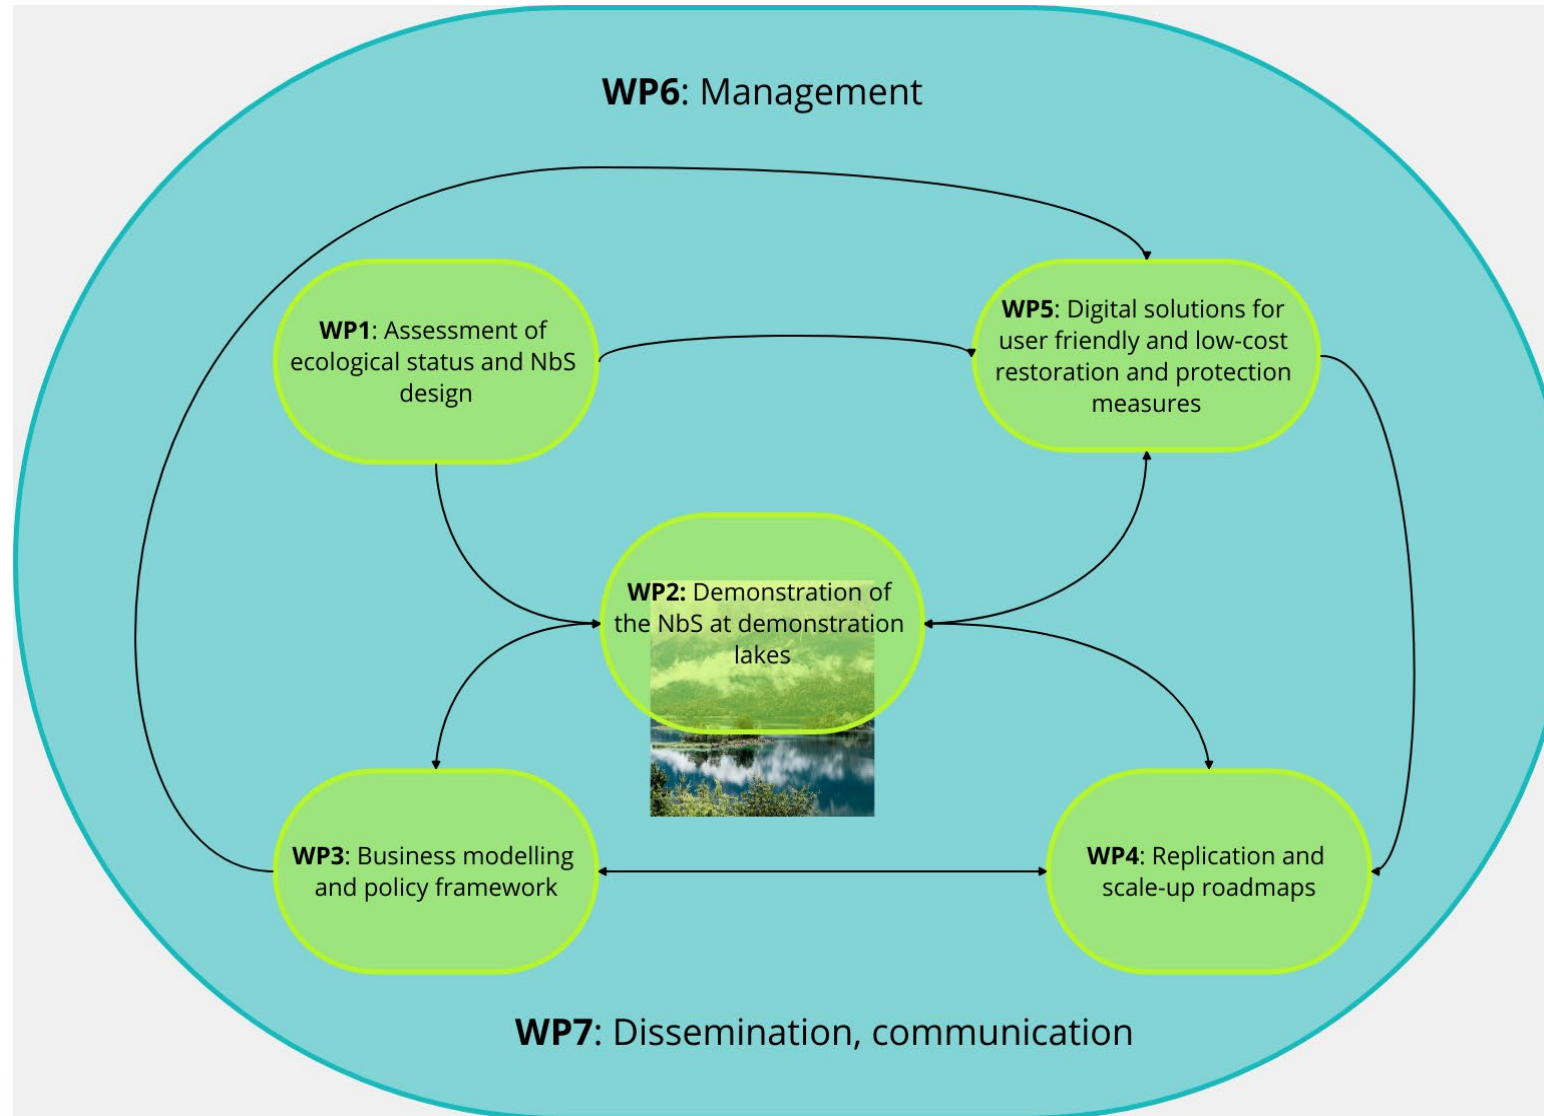 WP6: Management
WP1: Assessment of
ecological status and NbS
design
WP5: Digital solutions for
user friendly and low-cost
restoration and protection
measures
WP2: Demonstration of
the NbS at demonstration
lakes
WP3: Business modelling
and policy framework
WP4: Replication and
scale-up roadmaps
WP7: Dissemination, communication